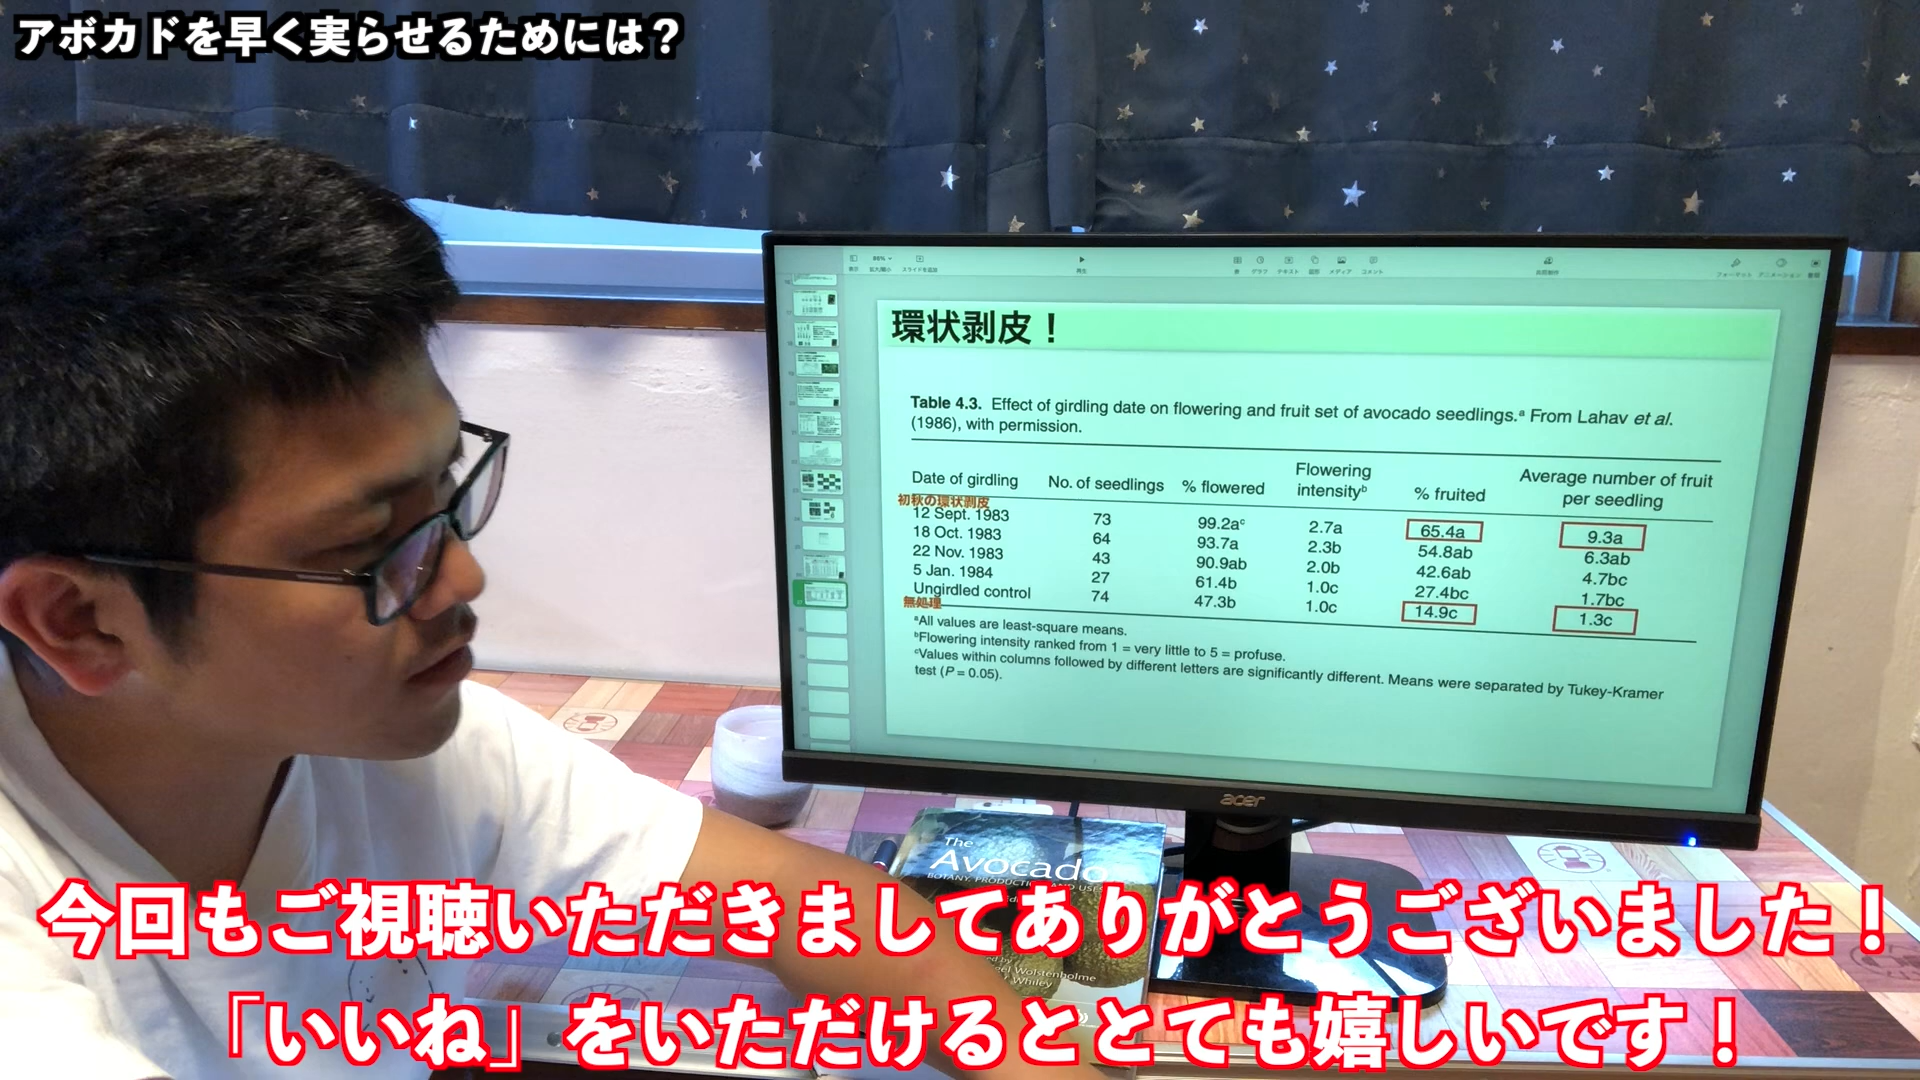 アボカドを早く実らせるためには？
環状剥皮！
Table 4.3. Effect of girdling date on flowering and fruit set of avocado seedlings.ᵃ From Lahav et al.
(1986), with permission.
Date of girdling No. of seedlings % flowered Flowering intensityᵇ % fruited Average number of fruit per seedling
初秋の環状剥皮
12 Sept. 1983 73 99.2aᶜ 2.7a 65.4a 9.3a
18 Oct. 1983 64 93.7a 2.3b 54.8ab 6.3ab
22 Nov. 1983 43 90.9ab 2.0b 42.6ab 4.7bc
5 Jan. 1984 27 61.4b 1.0c 27.4bc 1.7bc
Ungirdled control 74 47.3b 1.0c 14.9c 1.3c
無処理
ᵃAll values are least-square means.
ᵇFlowering intensity ranked from 1 = very little to 5 = profuse.
ᶜValues within columns followed by different letters are significantly different. Means were separated by Tukey-Kramer
test (P = 0.05).
acer
The
Avocado
BOTANY, PRODUCTION AND USES
Wolstenholme
Whiley
今回もご視聴いただきましてありがとうございました！
「いいね」をいただけるととても嬉しいです！